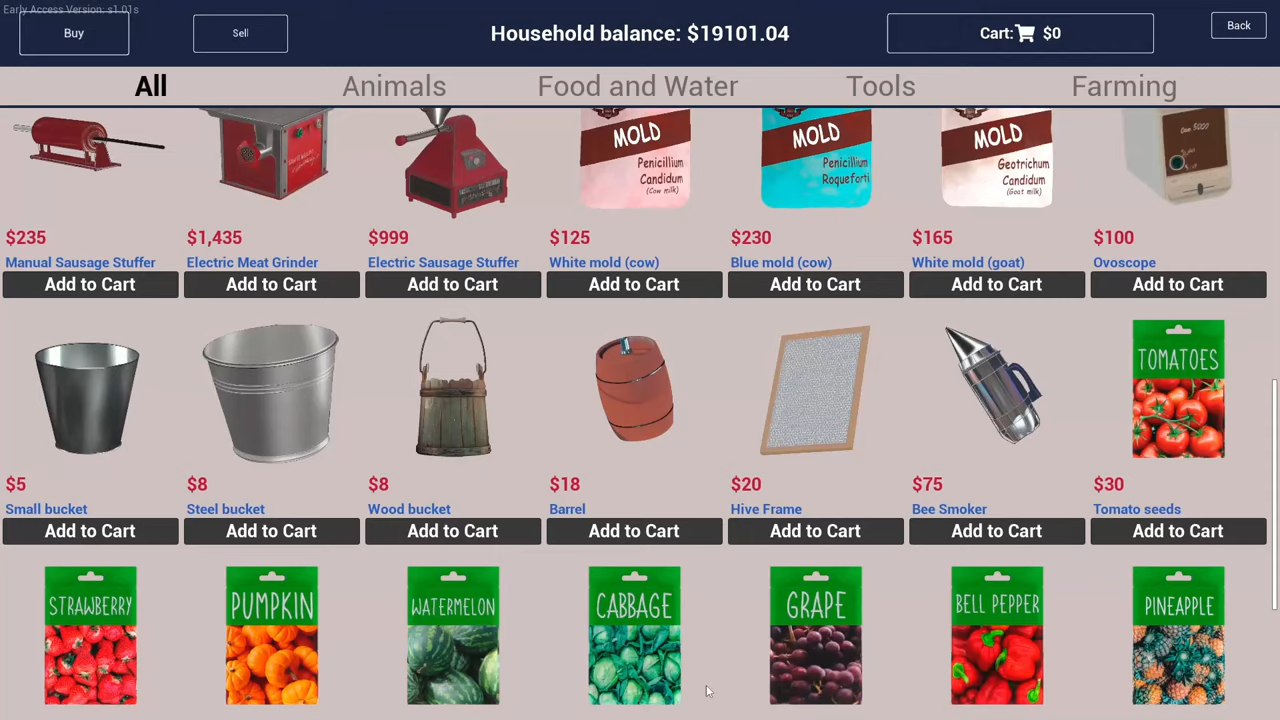 Early Access Version: s1.01s
Buy
Sell
Household balance: $19101.04
Cart: $0
Back
All
Animals
Food and Water
Tools
Farming
MOLD
Penicillium
Candidum
(Cow milk)
MOLD
Penicillium
Roqueforti
MOLD
Geotrichum
Candidum
(Goat milk)
$235
$1,435
$999
$125
$230
$165
$100
Manual Sausage Stuffer
Electric Meat Grinder
Electric Sausage Stuffer
White mold (cow)
Blue mold (cow)
White mold (goat)
Ovoscope
Add to Cart
Add to Cart
Add to Cart
Add to Cart
Add to Cart
Add to Cart
Add to Cart
TOMATOES
$5
$8
$8
$18
$20
$75
$30
Small bucket
Steel bucket
Wood bucket
Barrel
Hive Frame
Bee Smoker
Tomato seeds
Add to Cart
Add to Cart
Add to Cart
Add to Cart
Add to Cart
Add to Cart
Add to Cart
STRAWBERRY
PUMPKIN
WATERMELON
CABBAGE
GRAPE
BELL PEPPER
PINEAPPLE